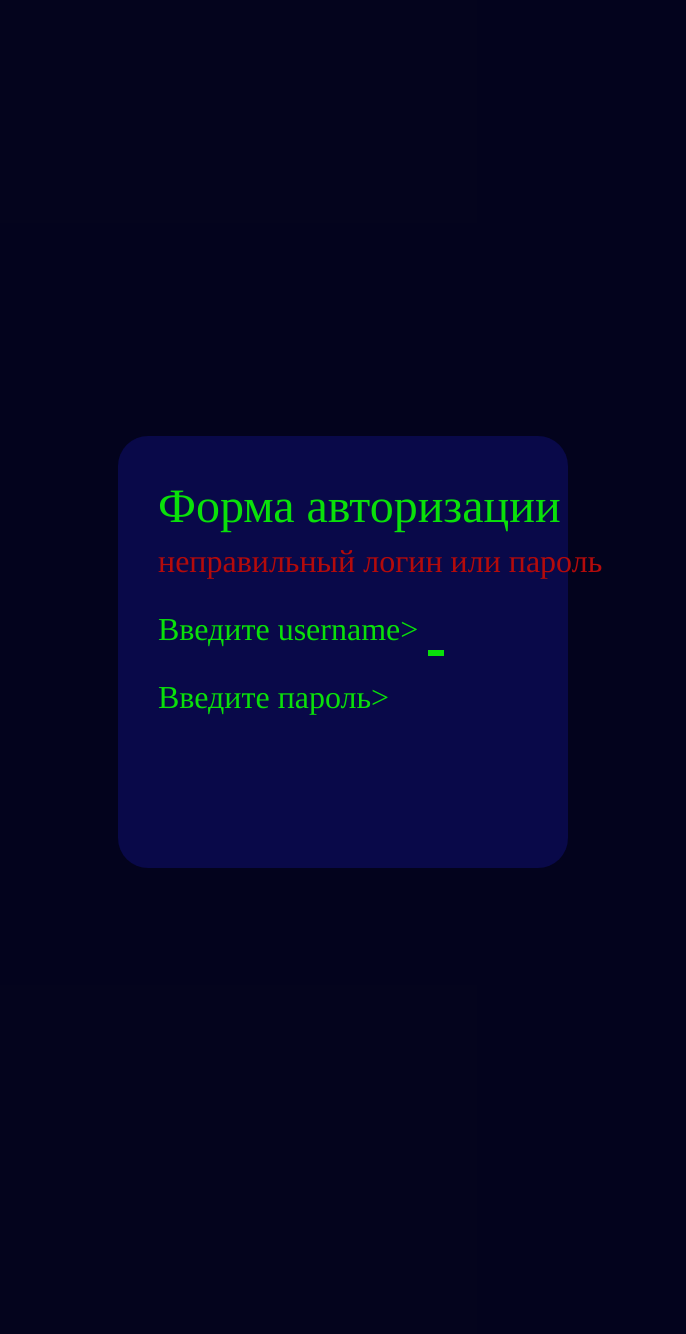 Форма авторизации
неправильный логин или пароль
Введите username>
Введите пароль>